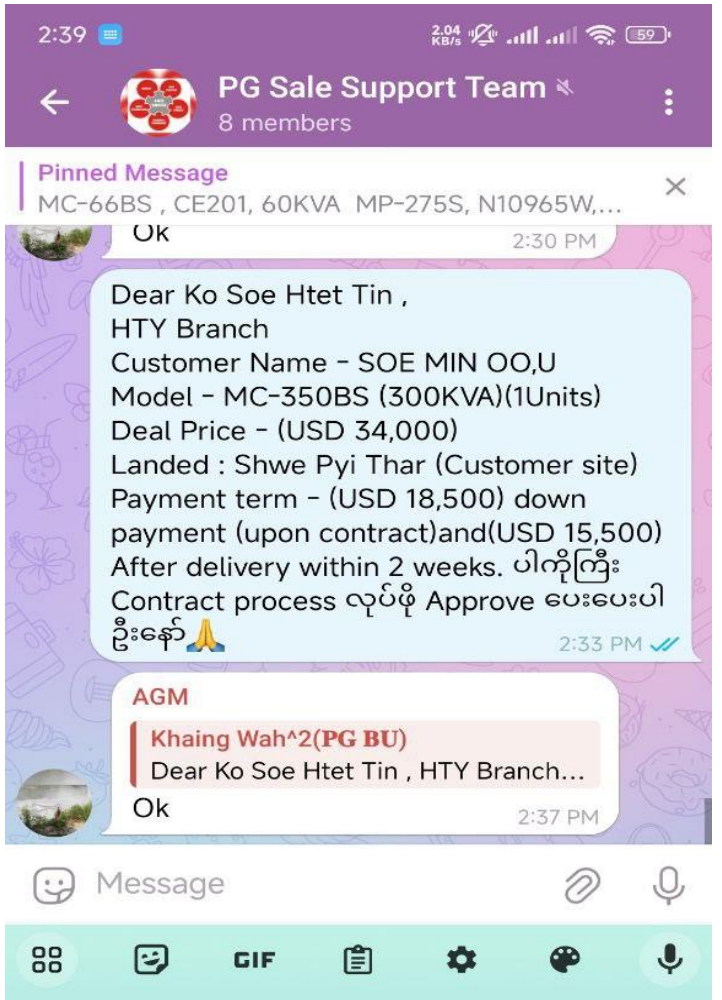 2:39
2.04
KB/s
59
PG Sale Support Team
8 members
Pinned Message
MC-66BS , CE201, 60KVA MP-275S, N10965W,...
Ok
2:30 PM
Dear Ko Soe Htet Tin ,
HTY Branch
Customer Name - SOE MIN OO,U
Model - MC-350BS (300KVA)(1Units)
Deal Price - (USD 34,000)
Landed : Shwe Pyi Thar (Customer site)
Payment term - (USD 18,500) down
payment (upon contract)and(USD 15,500)
After delivery within 2 weeks. ပါကိုကြီး
Contract process လုပ်ဖို Approve ပေးပေးပါ
ဦးနော်🙏
2:33 PM
AGM
Khaing Wah^2(PG BU)
Dear Ko Soe Htet Tin , HTY Branch...
Ok
2:37 PM
Message
GIF